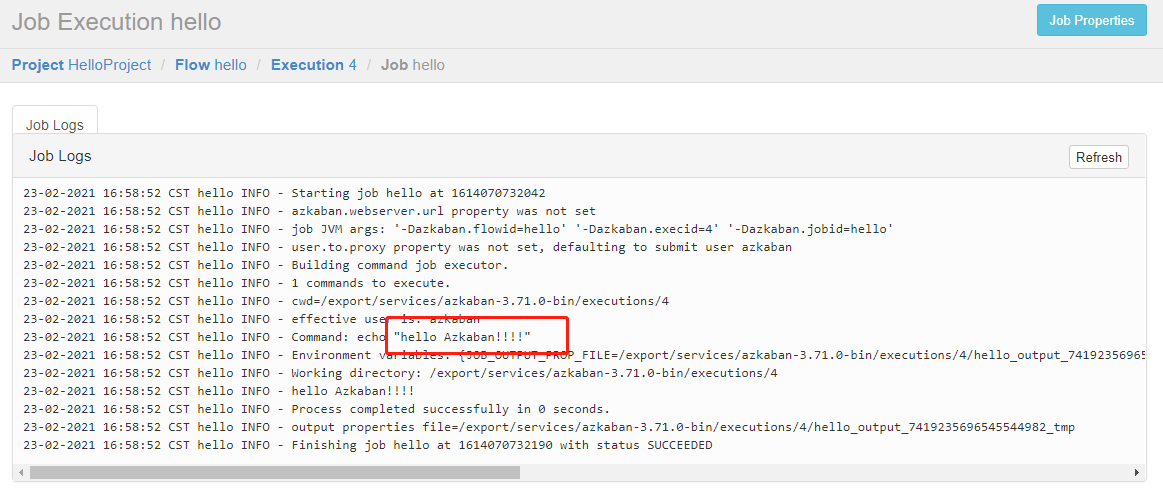 Job Execution hello
Job Properties
Project HelloProject / Flow hello / Execution 4 / Job hello
Job Logs
Job Logs
Refresh
23-02-2021 16:58:52 CST hello INFO - Starting job hello at 1614070732042
23-02-2021 16:58:52 CST hello INFO - azkaban.webserver.url property was not set
23-02-2021 16:58:52 CST hello INFO - job JVM args: '-Dazkaban.flowid=hello' '-Dazkaban.execid=4' '-Dazkaban.jobid=hello'
23-02-2021 16:58:52 CST hello INFO - user.to.proxy property was not set, defaulting to submit user azkaban
23-02-2021 16:58:52 CST hello INFO - Building command job executor.
23-02-2021 16:58:52 CST hello INFO - 1 commands to execute.
23-02-2021 16:58:52 CST hello INFO - cwd=/export/services/azkaban-3.71.0-bin/executions/4
23-02-2021 16:58:52 CST hello INFO - effective user is: azkaban
23-02-2021 16:58:52 CST hello INFO - Command: echo "hello Azkaban!!!!"
23-02-2021 16:58:52 CST hello INFO - Environment variables: {JOB_OUTPUT_PROP_FILE=/export/services/azkaban-3.71.0-bin/executions/4/hello_output_74192356965
23-02-2021 16:58:52 CST hello INFO - Working directory: /export/services/azkaban-3.71.0-bin/executions/4
23-02-2021 16:58:52 CST hello INFO - hello Azkaban!!!!
23-02-2021 16:58:52 CST hello INFO - Process completed successfully in 0 seconds.
23-02-2021 16:58:52 CST hello INFO - output properties file=/export/services/azkaban-3.71.0-bin/executions/4/hello_output_7419235696545544982_tmp
23-02-2021 16:58:52 CST hello INFO - Finishing job hello at 1614070732190 with status SUCCEEDED